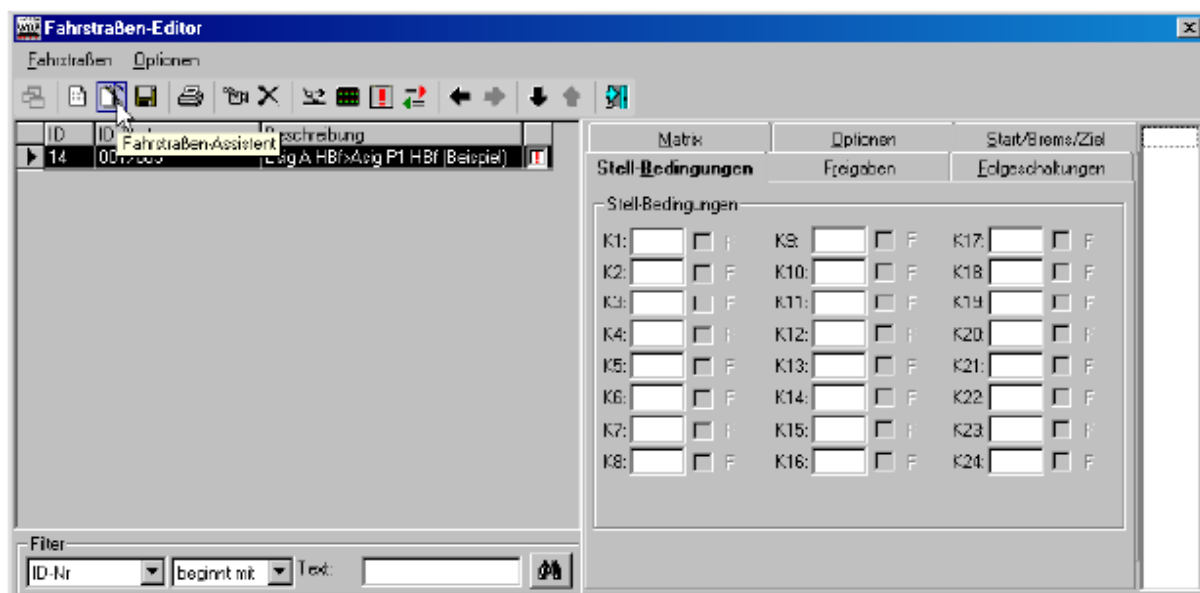 Fahrstraßen-Editor
Fahrstraßen Optionen
ID ID Beschreibung
Fahrstraßen-Assistent
14 Esig A HBf>Asig P1 HBf (Beispiel)
Matrix Optionen Start/Brems/Ziel
Stell-Bedingungen Freigaben Folgeschaltungen
Stell-Bedingungen
K1: F K9: F K17: F
K2: F K10: F K18: F
K3: F K11: F K19: F
K4: F K12: F K20: F
K5: F K13: F K21: F
K6: F K14: F K22: F
K7: F K15: F K23: F
K8: F K16: F K24: F
Filter
ID-Nr beginnt mit Text: